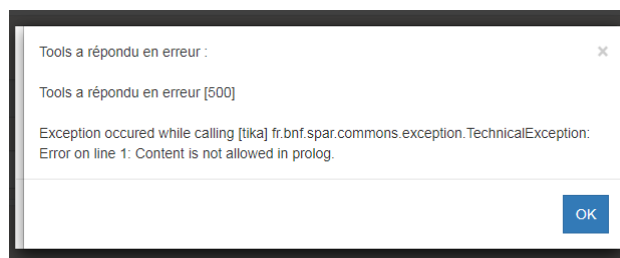 Tools a répondu en erreur :
×
Tools a répondu en erreur [500]
Exception occured while calling [tika] fr.bnf.spar.commons.exception.TechnicalException:
Error on line 1: Content is not allowed in prolog.
OK